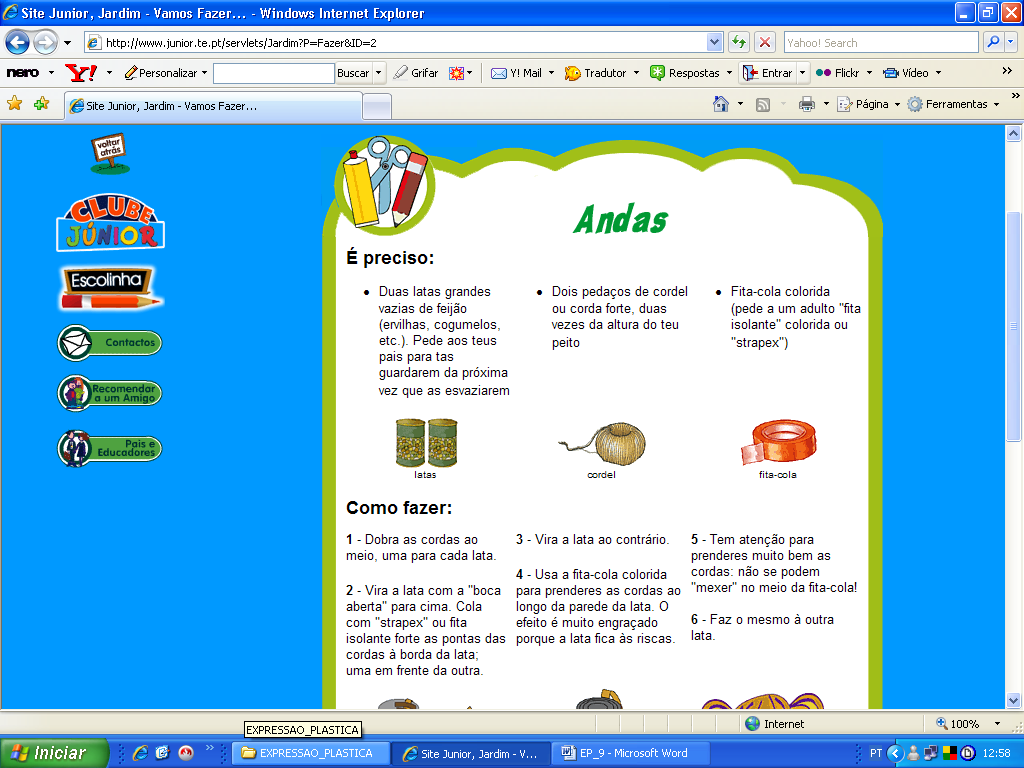 Site Junior, Jardim - Vamos Fazer... - Windows Internet Explorer
http://www.junior.te.pt/servlets/Jardim?P=Fazer&ID=2
Yahoo! Search
nero
Y!
Personalizar
Buscar
Grifar
Y! Mail
Tradutor
Respostas
Entrar
Flickr
Vídeo
Site Junior, Jardim - Vamos Fazer...
Página
Ferramentas
voltar
atrás
CLUBE
JÚNIOR
Escolinha
Contactos
Recomendar
a um Amigo
Pais e
Educadores
Andas
É preciso:
• Duas latas grandes
vazias de feijão
(ervilhas, cogumelos,
etc.). Pede aos teus
pais para tas
guardarem da próxima
vez que as esvaziarem
• Dois pedaços de cordel
ou corda forte, duas
vezes da altura do teu
peito
• Fita-cola colorida
(pede a um adulto "fita
isolante" colorida ou
"strapex")
latas
cordel
fita-cola
Como fazer:
1 - Dobra as cordas ao
meio, uma para cada lata.
2 - Vira a lata com a "boca
aberta" para cima. Cola
com "strapex" ou fita
isolante forte as pontas das
cordas à borda da lata;
uma em frente da outra.
3 - Vira a lata ao contrário.
4 - Usa a fita-cola colorida
para prenderes as cordas ao
longo da parede da lata. O
efeito é muito engraçado
porque a lata fica às riscas.
5 - Tem atenção para
prenderes muito bem as
cordas: não se podem
"mexer" no meio da fita-cola!
6 - Faz o mesmo à outra
lata.
EXPRESSAO_PLASTICA
Internet
100%
Iniciar
EXPRESSAO_PLASTICA
Site Junior, Jardim - V...
EP_9 - Microsoft Word
PT
12:58